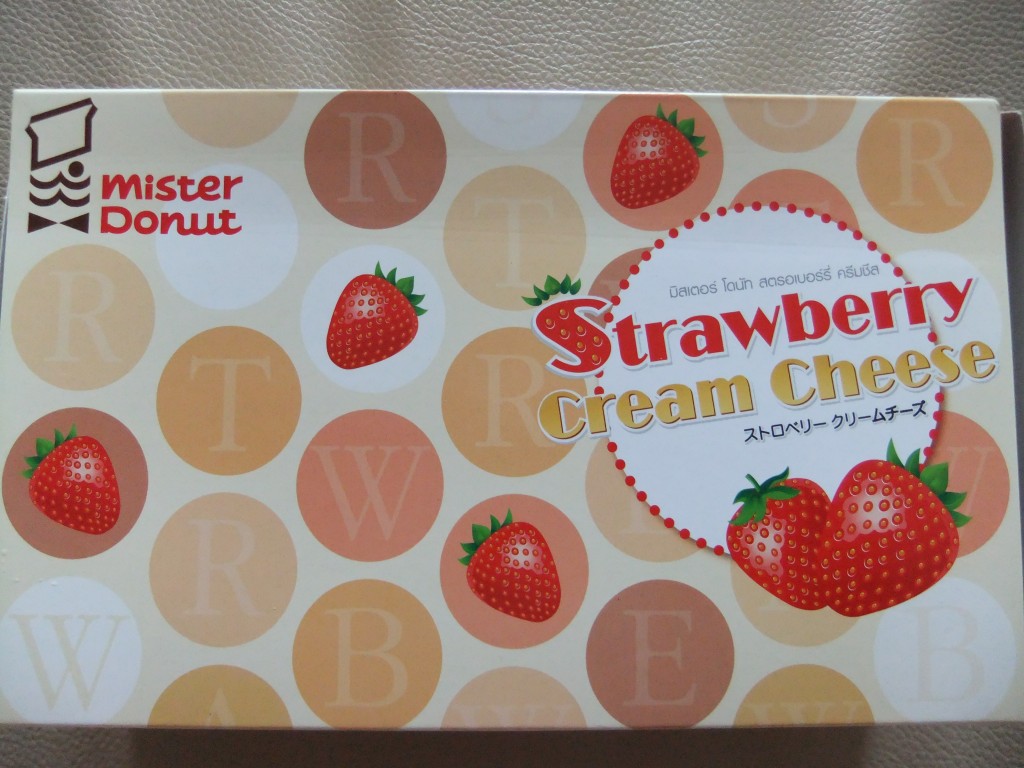 mister
Donut
มิสเตอร์ โดนัท สตรอเบอร์รี่ ครีมชีส
Strawberry
Cream Cheese
ストロベリー クリームチーズ
R
S
R
T
R
T
R
W
R
W
B
E
B
A
W